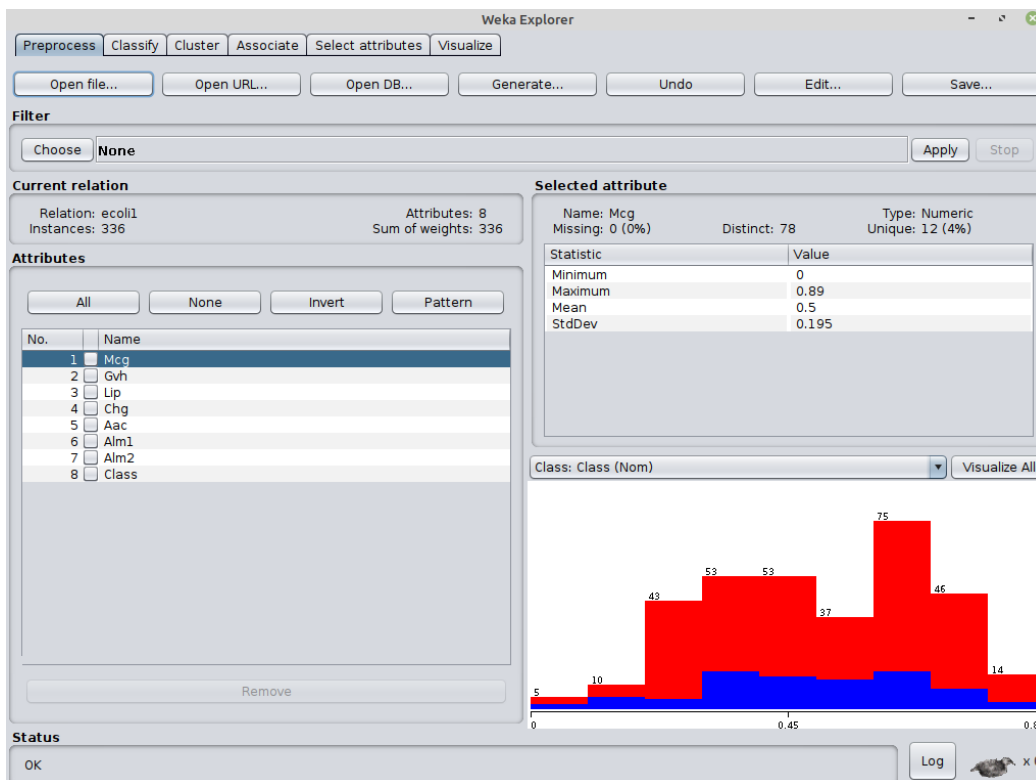 Weka Explorer
Preprocess Classify Cluster Associate Select attributes Visualize
Open file... Open URL... Open DB... Generate... Undo Edit... Save...
Filter
Choose None Apply Stop
Current relation
Relation: ecoli1 Attributes: 8
Instances: 336 Sum of weights: 336
Attributes
All None Invert Pattern
No. Name
1 Mcg
2 Gvh
3 Lip
4 Chg
5 Aac
6 Alm1
7 Alm2
8 Class
Remove
Selected attribute
Name: Mcg Type: Numeric
Missing: 0 (0%) Distinct: 78 Unique: 12 (4%)
Statistic Value
Minimum 0
Maximum 0.89
Mean 0.5
StdDev 0.195
Class: Class (Nom) Visualize All
5 10 43 53 53 37 75 46 14
0 0.45
Status
OK Log